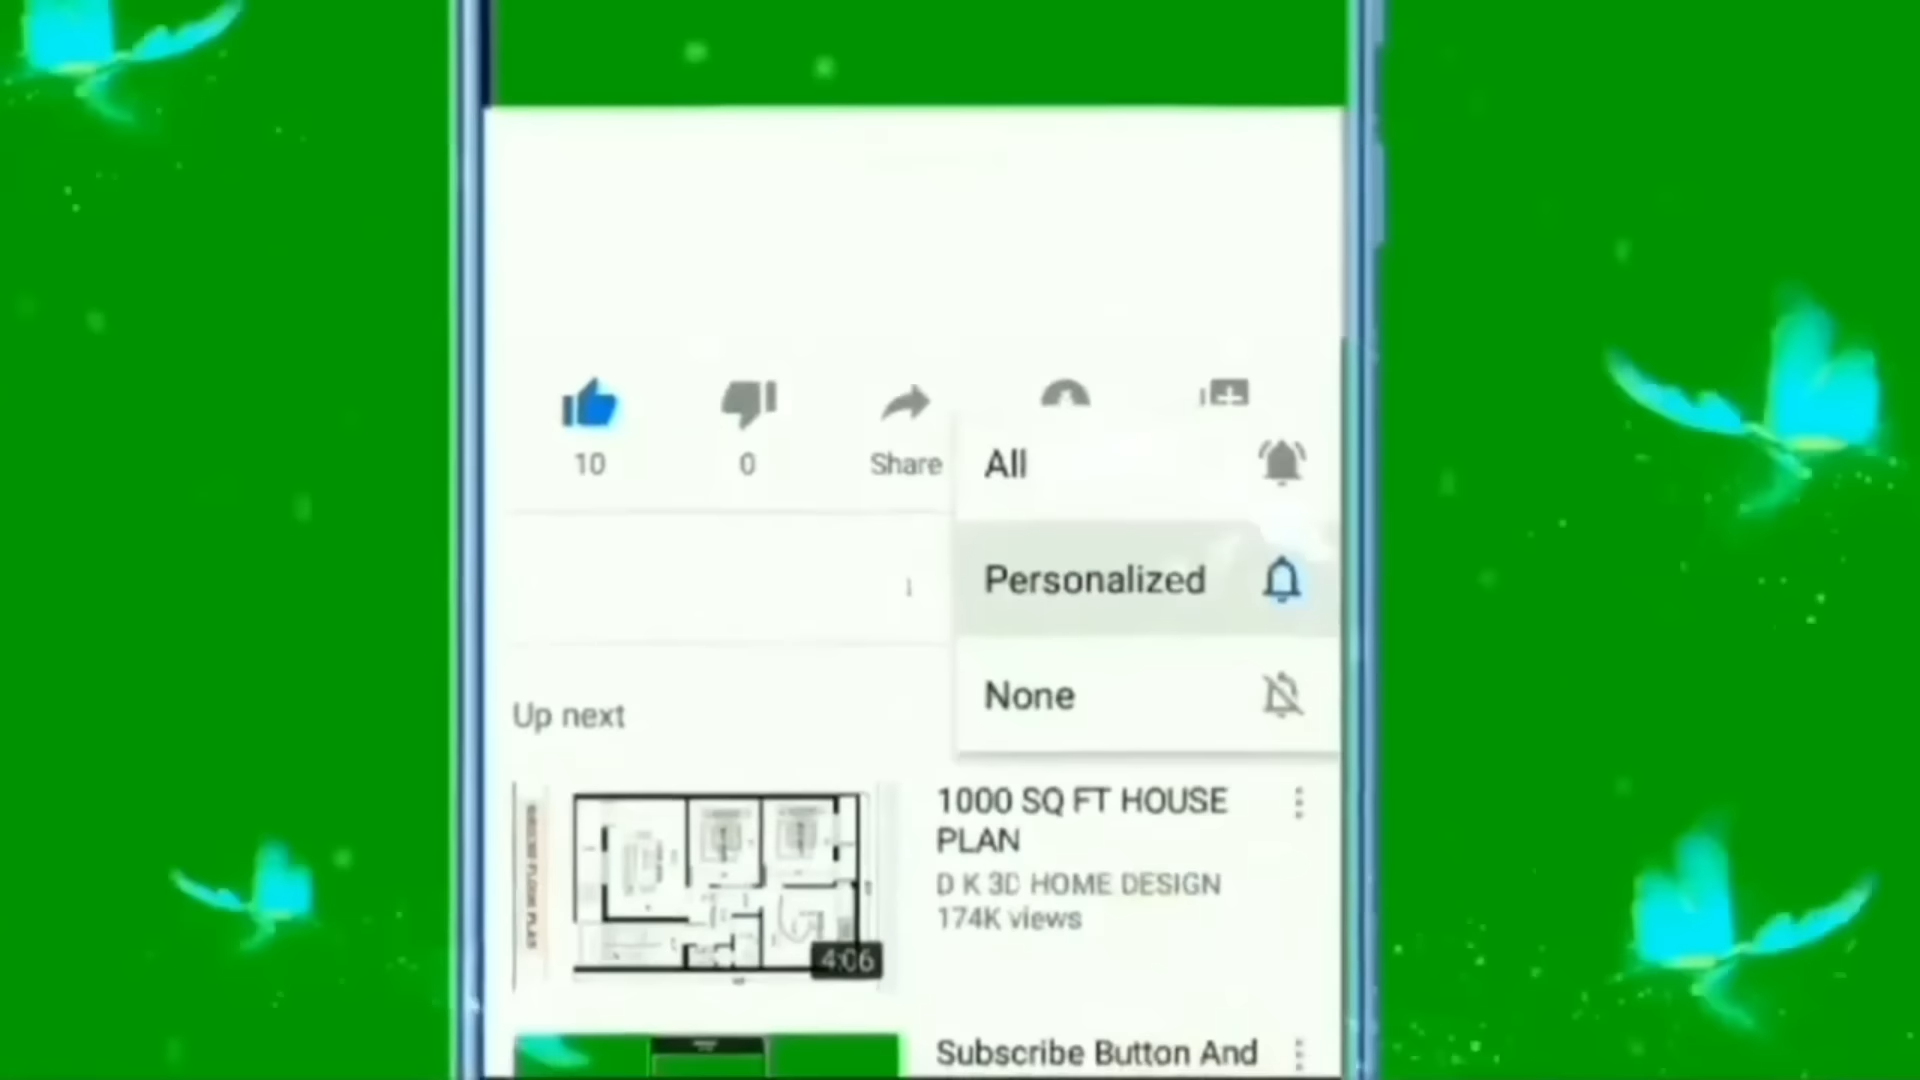 10
0
Share
All
Personalized
None
Up next
1000 SQ FT HOUSE
PLAN
D K 3D HOME DESIGN
174K views
4:06
Subscribe Button And